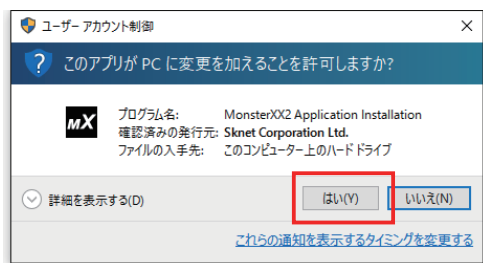 ユーザー アカウント制御
このアプリが PC に変更を加えることを許可しますか?
MX
プログラム名: MonsterXX2 Application Installation
確認済みの発行元: Sknet Corporation Ltd.
ファイルの入手先: このコンピューター上のハード ドライブ
詳細を表示する(D)
はい(Y)
いいえ(N)
これらの通知を表示するタイミングを変更する